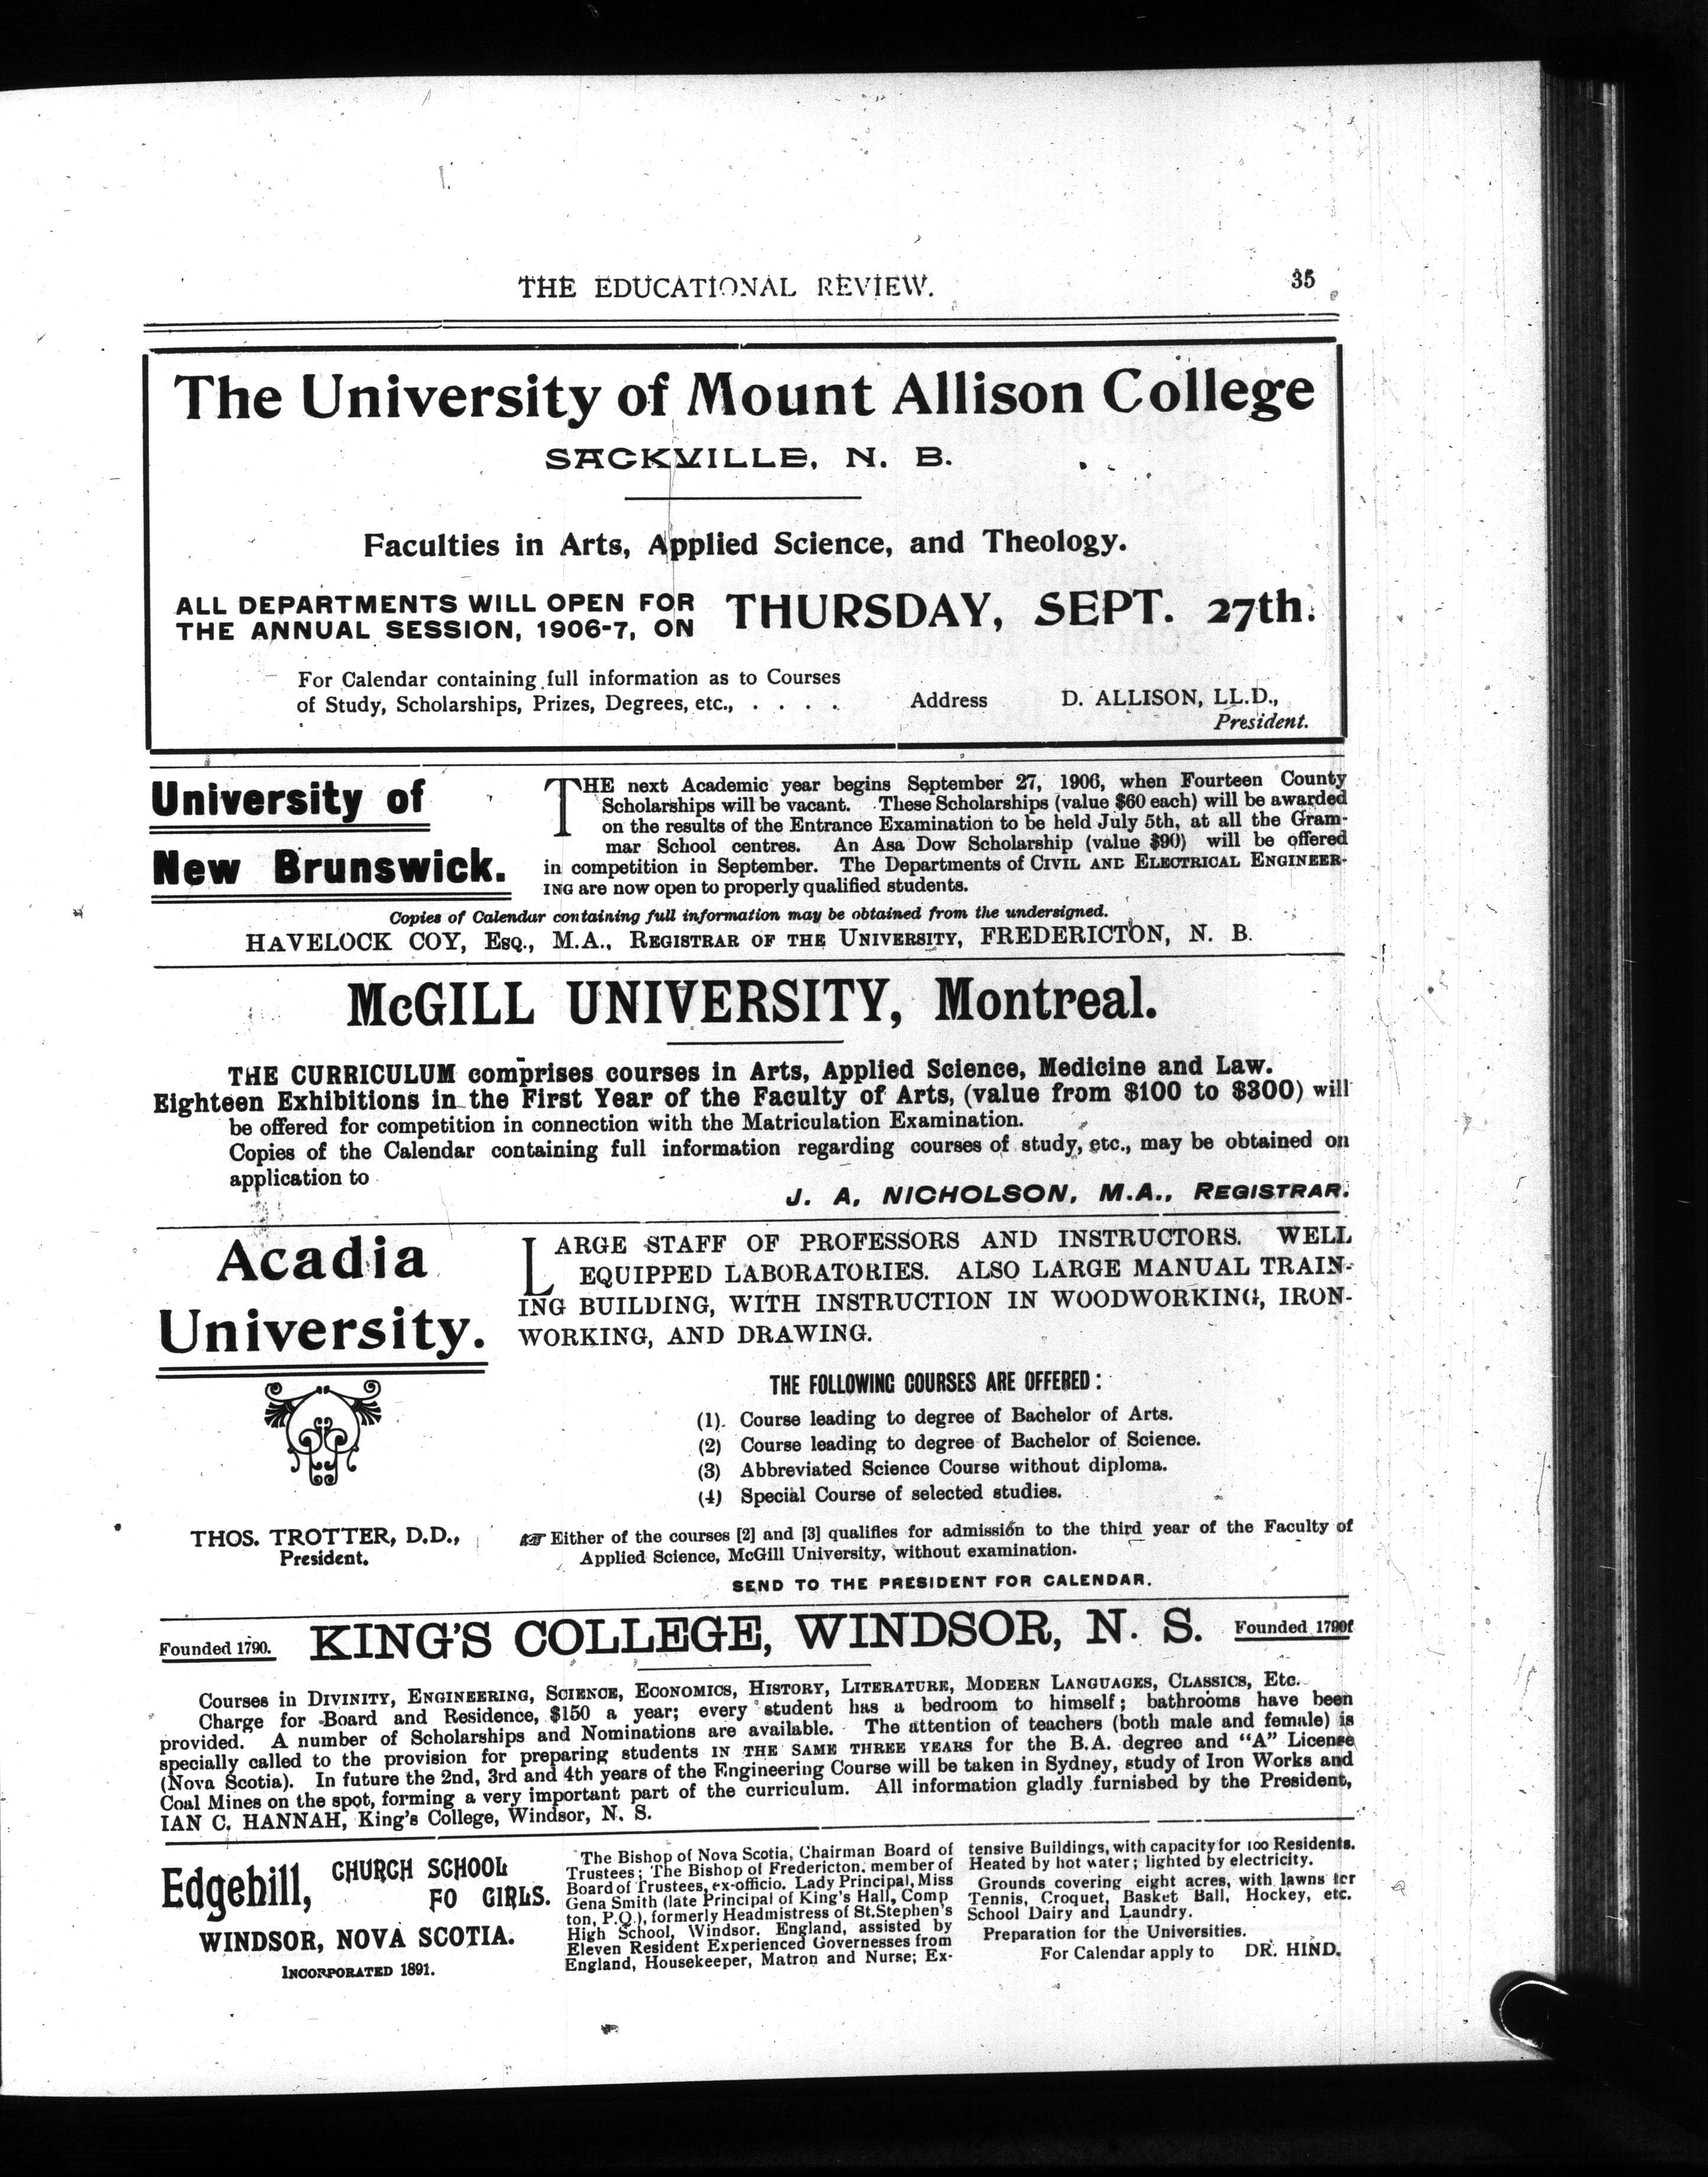 THE EDUCATIONAL REVIEW.
35
The University of Mount Allison College
SACKVILLE, N. B.
Faculties in Arts, Applied Science, and Theology.
ALL DEPARTMENTS WILL OPEN FOR
THE ANNUAL SESSION, 1906-7, ON
THURSDAY, SEPT. 27th.
For Calendar containing full information as to Courses
of Study, Scholarships, Prizes, Degrees, etc., . . . .
Address
D. ALLISON, LL.D.,
President.
University of
New Brunswick.
THE next Academic year begins September 27, 1906, when Fourteen County
Scholarships will be vacant. These Scholarships (value $60 each) will be awarded
on the results of the Entrance Examination to be held July 5th, at all the Gram-
mar School centres. An Asa Dow Scholarship (value $90) will be offered
in competition in September. The Departments of CIVIL AND ELECTRICAL ENGINEER-
ING are now open to properly qualified students.
Copies of Calendar containing full information may be obtained from the undersigned.
HAVELOCK COY, ESQ., M.A., REGISTRAR OF THE UNIVERSITY, FREDERICTON, N. B.
McGILL UNIVERSITY, Montreal.
THE CURRICULUM comprises courses in Arts, Applied Science, Medicine and Law.
Eighteen Exhibitions in the First Year of the Faculty of Arts, (value from $100 to $300) will
be offered for competition in connection with the Matriculation Examination.
Copies of the Calendar containing full information regarding courses of study, etc., may be obtained on
application to
J. A. NICHOLSON, M.A., REGISTRAR.
Acadia
University.
LARGE STAFF OF PROFESSORS AND INSTRUCTORS. WELL
EQUIPPED LABORATORIES. ALSO LARGE MANUAL TRAIN-
ING BUILDING, WITH INSTRUCTION IN WOODWORKING, IRON-
WORKING, AND DRAWING.
THE FOLLOWING COURSES ARE OFFERED:
(1) Course leading to degree of Bachelor of Arts.
(2) Course leading to degree of Bachelor of Science.
(3) Abbreviated Science Course without diploma.
(4) Special Course of selected studies.
THOS. TROTTER, D.D.,
President.
☞ Either of the courses [2] and [3] qualifies for admission to the third year of the Faculty of
Applied Science, McGill University, without examination.
SEND TO THE PRESIDENT FOR CALENDAR.
Founded 1790.
KING'S COLLEGE, WINDSOR, N. S.
Founded 1790
Courses in DIVINITY, ENGINEERING, SCIENCE, ECONOMICS, HISTORY, LITERATURE, MODERN LANGUAGES, CLASSICS, ETC.
Charge for Board and Residence, $150 a year; every student has a bedroom to himself; bathrooms have been
provided. A number of Scholarships and Nominations are available. The attention of teachers (both male and female) is
specially called to the provision for preparing students IN THE SAME THREE YEARS for the B.A. degree and "A" License
(Nova Scotia). In future the 2nd, 3rd and 4th years of the Engineering Course will be taken in Sydney, study of Iron Works and
Coal Mines on the spot, forming a very important part of the curriculum. All information gladly furnished by the President,
IAN C. HANNAH, King's College, Windsor, N. S.
Edgehill,
CHURCH SCHOOL
FO GIRLS.
WINDSOR, NOVA SCOTIA.
INCORPORATED 1891.
The Bishop of Nova Scotia, Chairman Board of
Trustees; The Bishop of Fredericton, member of
Board of Trustees, ex-officio. Lady Principal, Miss
Gena Smith (late Principal of King's Hall, Comp
ton, P.Q.), formerly Headmistress of St.Stephen's
High School, Windsor, England, assisted by
Eleven Resident Experienced Governesses from
England, Housekeeper, Matron and Nurse; Ex-
tensive Buildings, with capacity for 100 Residents.
Heated by hot water; lighted by electricity.
Grounds covering eight acres, with lawns for
Tennis, Croquet, Basket Ball, Hockey, etc.
School Dairy and Laundry.
Preparation for the Universities.
For Calendar apply to DR. HIND.